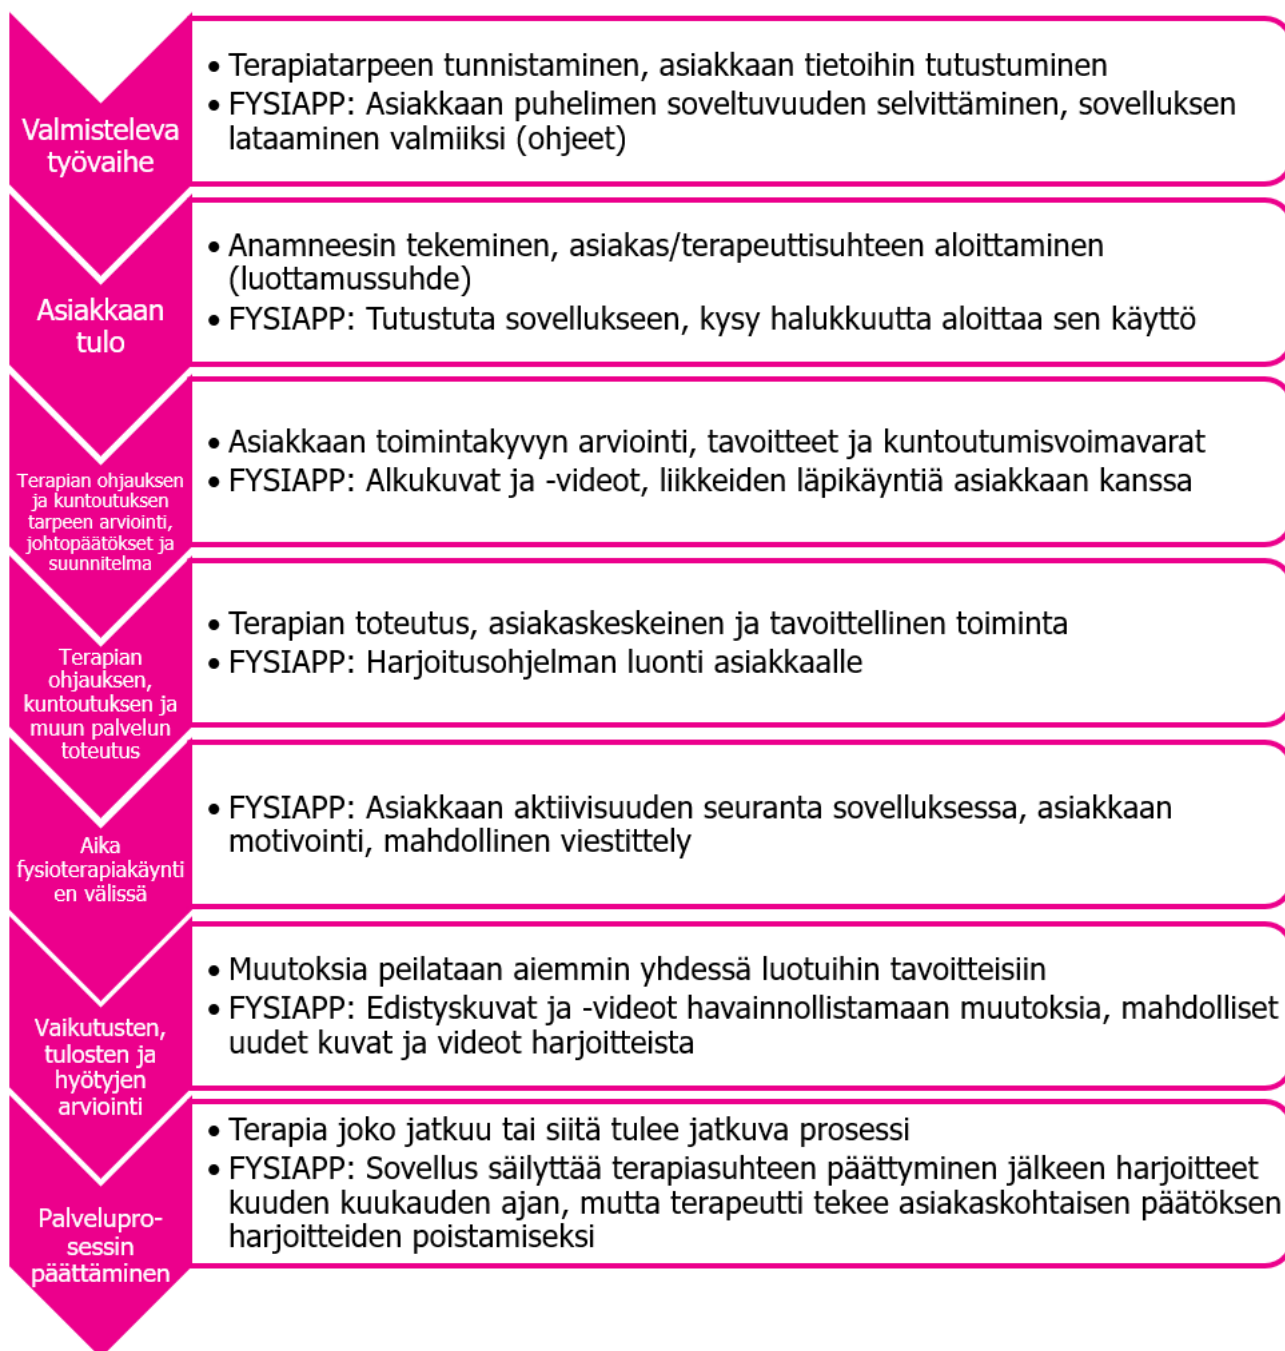 Valmisteleva
työvaihe
• Terapiatarpeen tunnistaminen, asiakkaan tietoihin tutustuminen
• FYSIAPP: Asiakkaan puhelimen soveltuvuuden selvittäminen, sovelluksen
lataaminen valmiiksi (ohjeet)
Asiakkaan
tulo
• Anamneesin tekeminen, asiakas/terapeuttisuhteen aloittaminen
(luottamussuhde)
• FYSIAPP: Tutustuta sovellukseen, kysy halukkuutta aloittaa sen käyttö
Terapian ohjauksen
ja kuntoutuksen
tarpeen arviointi,
johtopäätökset ja
suunnitelma
• Asiakkaan toimintakyvyn arviointi, tavoitteet ja kuntoutumisvoimavarat
• FYSIAPP: Alkukuvat ja -videot, liikkeiden läpikäyntiä asiakkaan kanssa
Terapian
ohjauksen,
kuntoutuksen ja
muun palvelun
toteutus
• Terapian toteutus, asiakaskeskeinen ja tavoittellinen toiminta
• FYSIAPP: Harjoitusohjelman luonti asiakkaalle
Aika
fysioterapiakäynti
en välissä
• FYSIAPP: Asiakkaan aktiivisuuden seuranta sovelluksessa, asiakkaan
motivointi, mahdollinen viestittely
Vaikutusten,
tulosten ja
hyötyjen
arviointi
• Muutoksia peilataan aiemmin yhdessä luotuihin tavoitteisiin
• FYSIAPP: Edistyskuvat ja -videot havainnollistamaan muutoksia, mahdolliset
uudet kuvat ja videot harjoitteista
Palvelupro-
sessin
päättäminen
• Terapia joko jatkuu tai siitä tulee jatkuva prosessi
• FYSIAPP: Sovellus säilyttää terapiasuhteen päättyminen jälkeen harjoitteet
kuuden kuukauden ajan, mutta terapeutti tekee asiakaskohtaisen päätöksen
harjoitteiden poistamiseksi